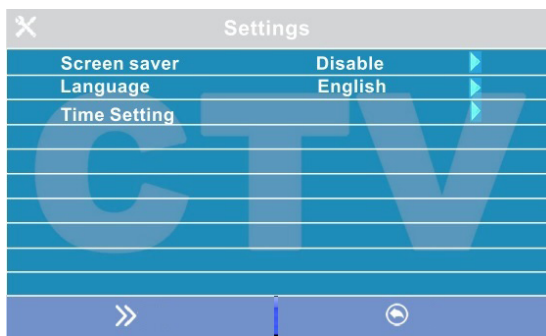 Settings
Screen saver Disable
Language English
Time Setting
CTV